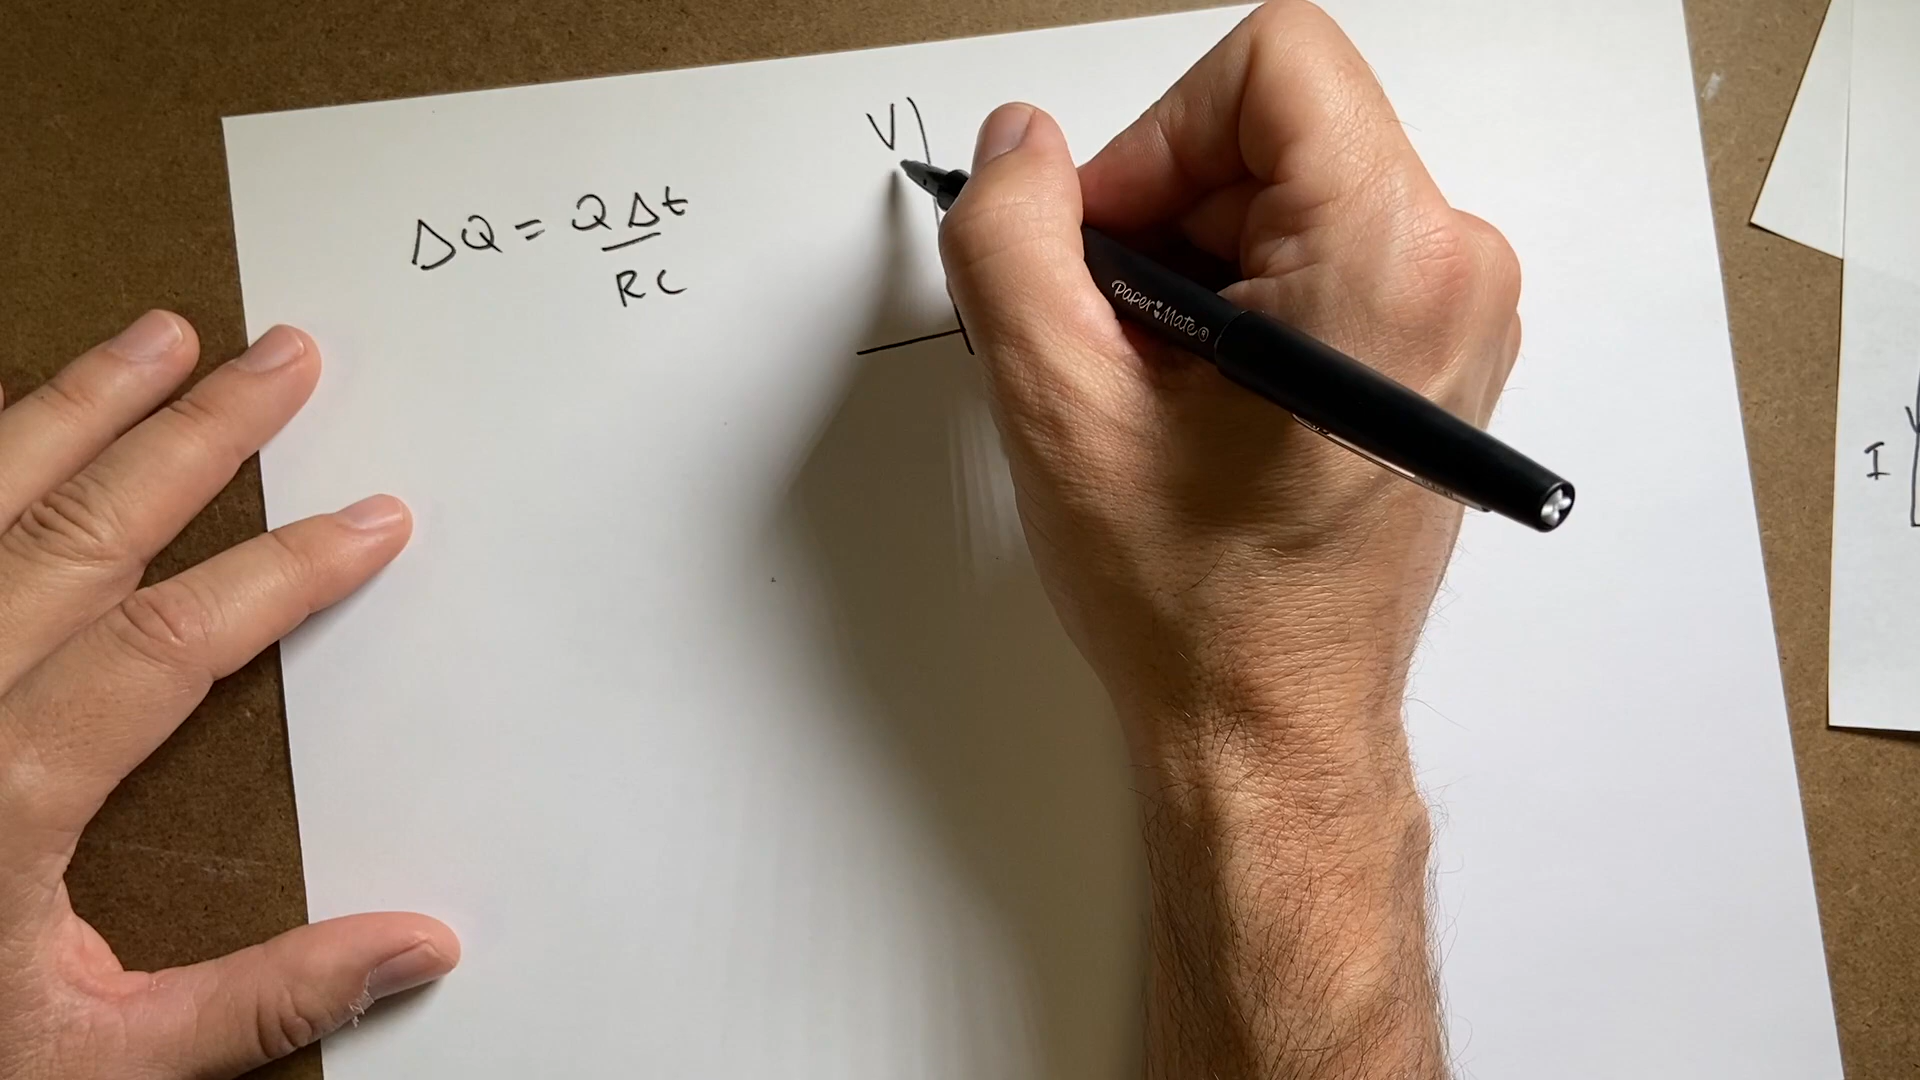 ΔQ = QΔt
RC
V
Paper Mate®
I